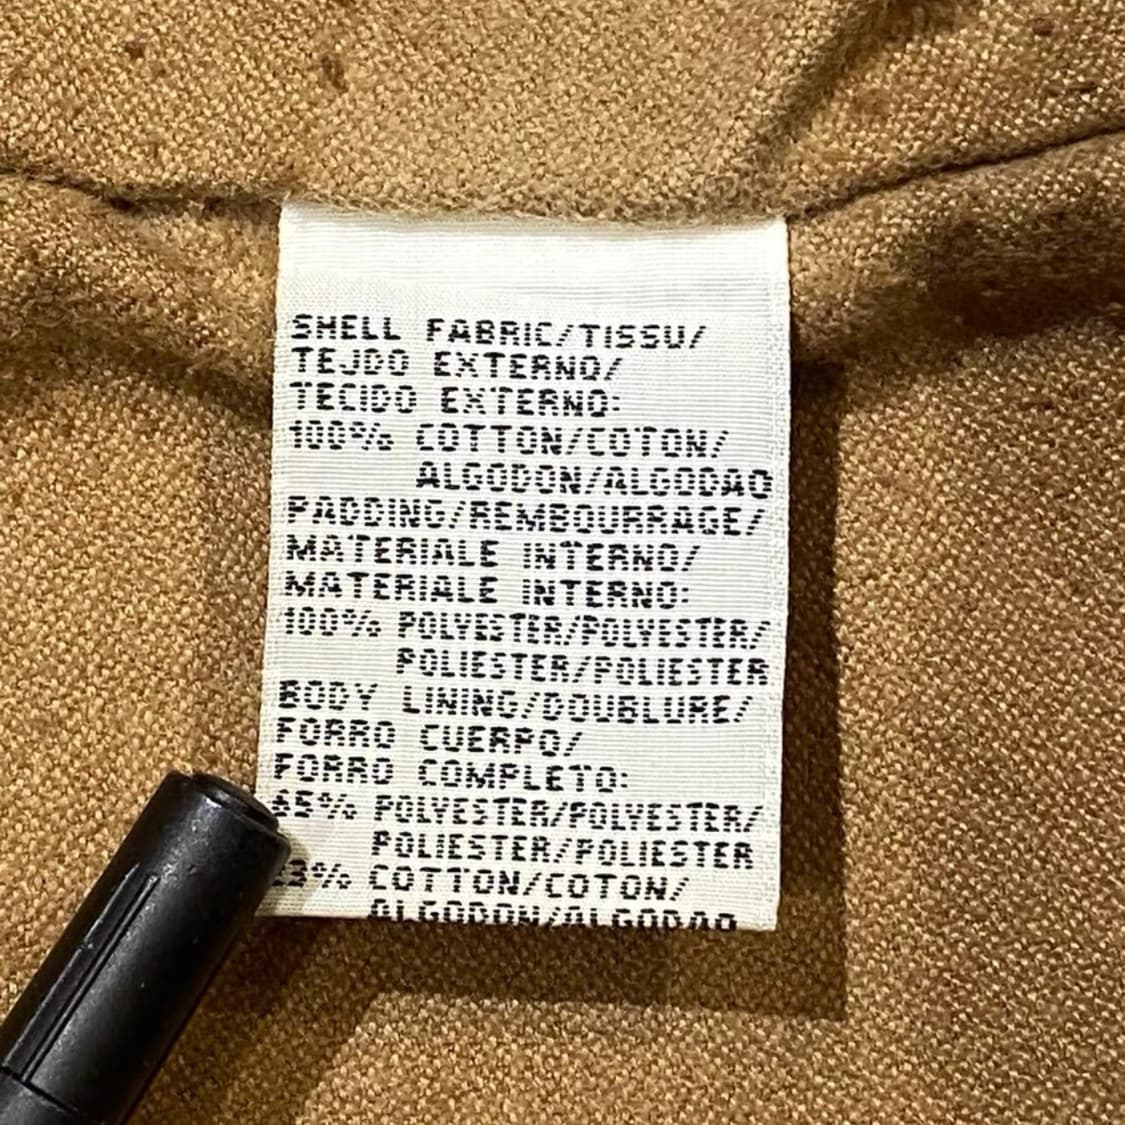 SHELL FABRIC/TISSU/
TEJDO EXTERNO/
TECIDO EXTERNO:
100% COTTON/COTON/
ALGODON/ALGODAO
PADDING/REMBOURRAGE/
MATERIALE INTERNO/
MATERIALE INTERNO:
100% POLYESTER/POLYESTER/
POLIESTER/POLIESTER
BODY LINING/DOUBLURE/
FORRO CUERPO/
FORRO COMPLETO:
65% POLYESTER/POLYESTER/
POLIESTER/POLIESTER
COTTON/COTON/
ALGODON/ALGODAO